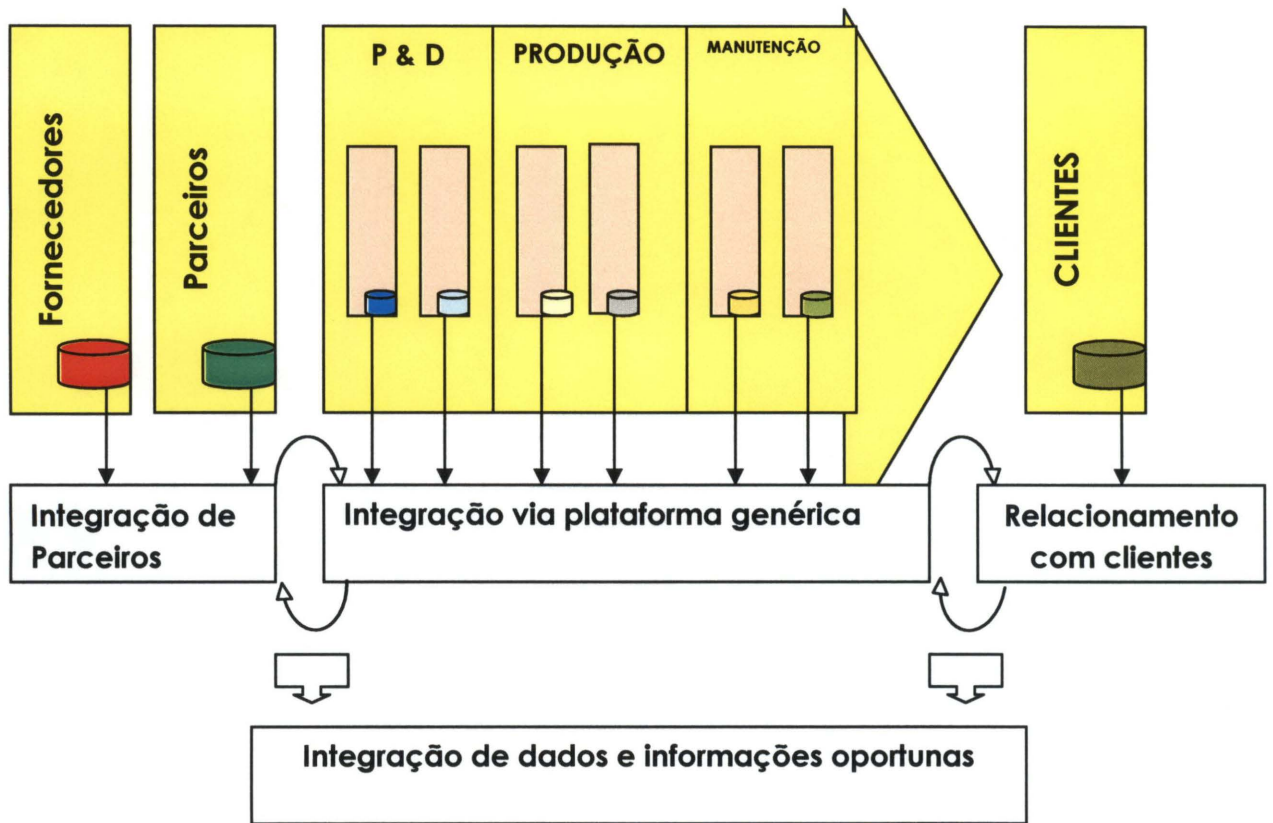 Fornecedores
Parceiros
P & D
PRODUÇÃO
MANUTENÇÃO
CLIENTES
Integração de
Parceiros
Integração via plataforma genérica
Relacionamento
com clientes
Integração de dados e informações oportunas